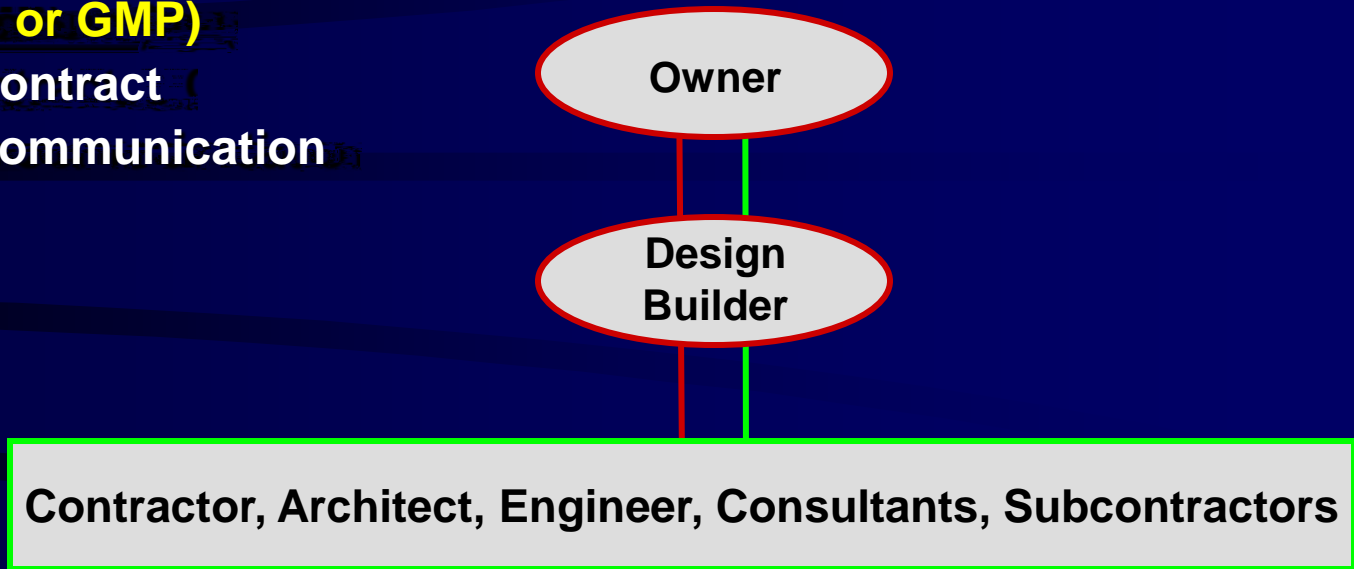 or GMP)
ontract
ommunication
Owner
Design
Builder
Contractor, Architect, Engineer, Consultants, Subcontractors